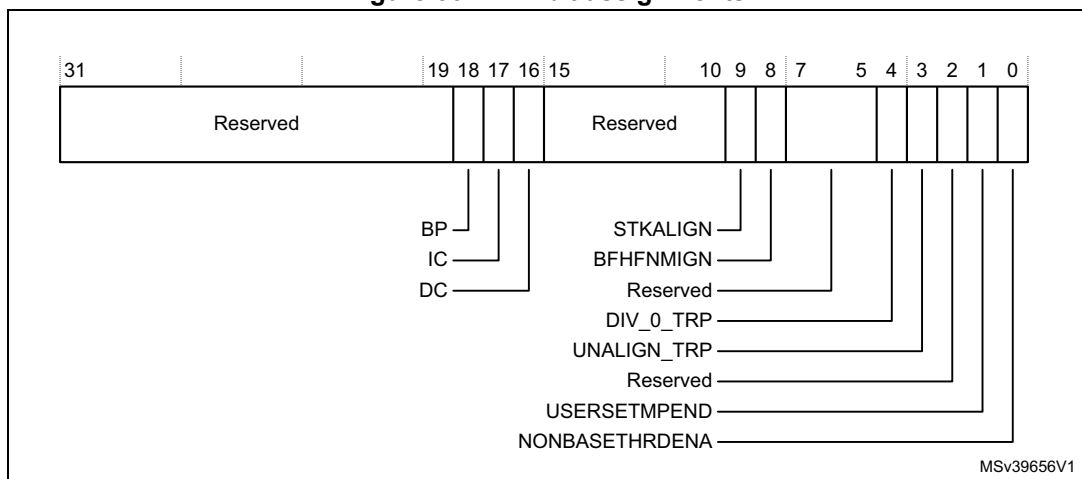 31 19 18 17 16 15 10 9 8 7 5 4 3 2 1 0
Reserved Reserved
BP STKALIGN
IC BFHFNMIGN
DC Reserved
DIV_0_TRP
UNALIGN_TRP
Reserved
USERSETMPEND
NONBASETHRDENA
MSv39656V1